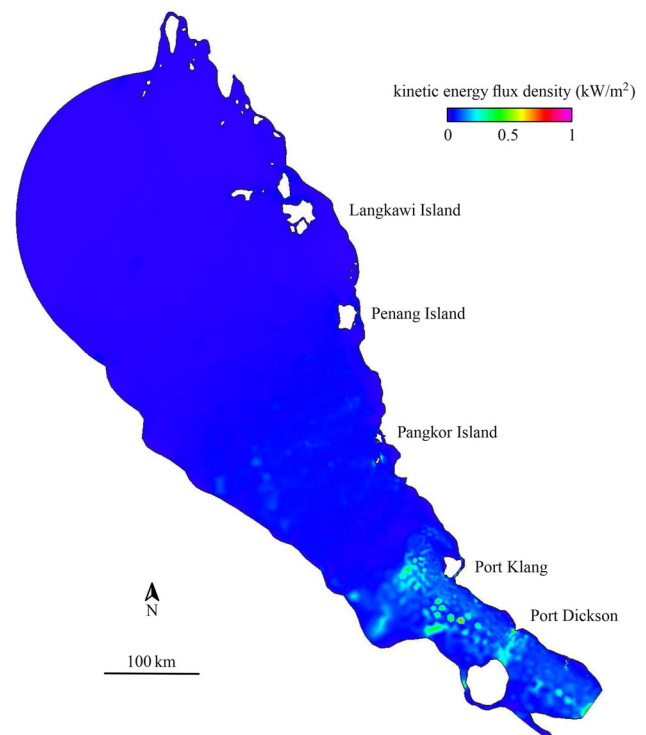 kinetic energy flux density (kW/m²)
0 0.5 1
Langkawi Island
Penang Island
Pangkor Island
Port Klang
Port Dickson
N
100 km